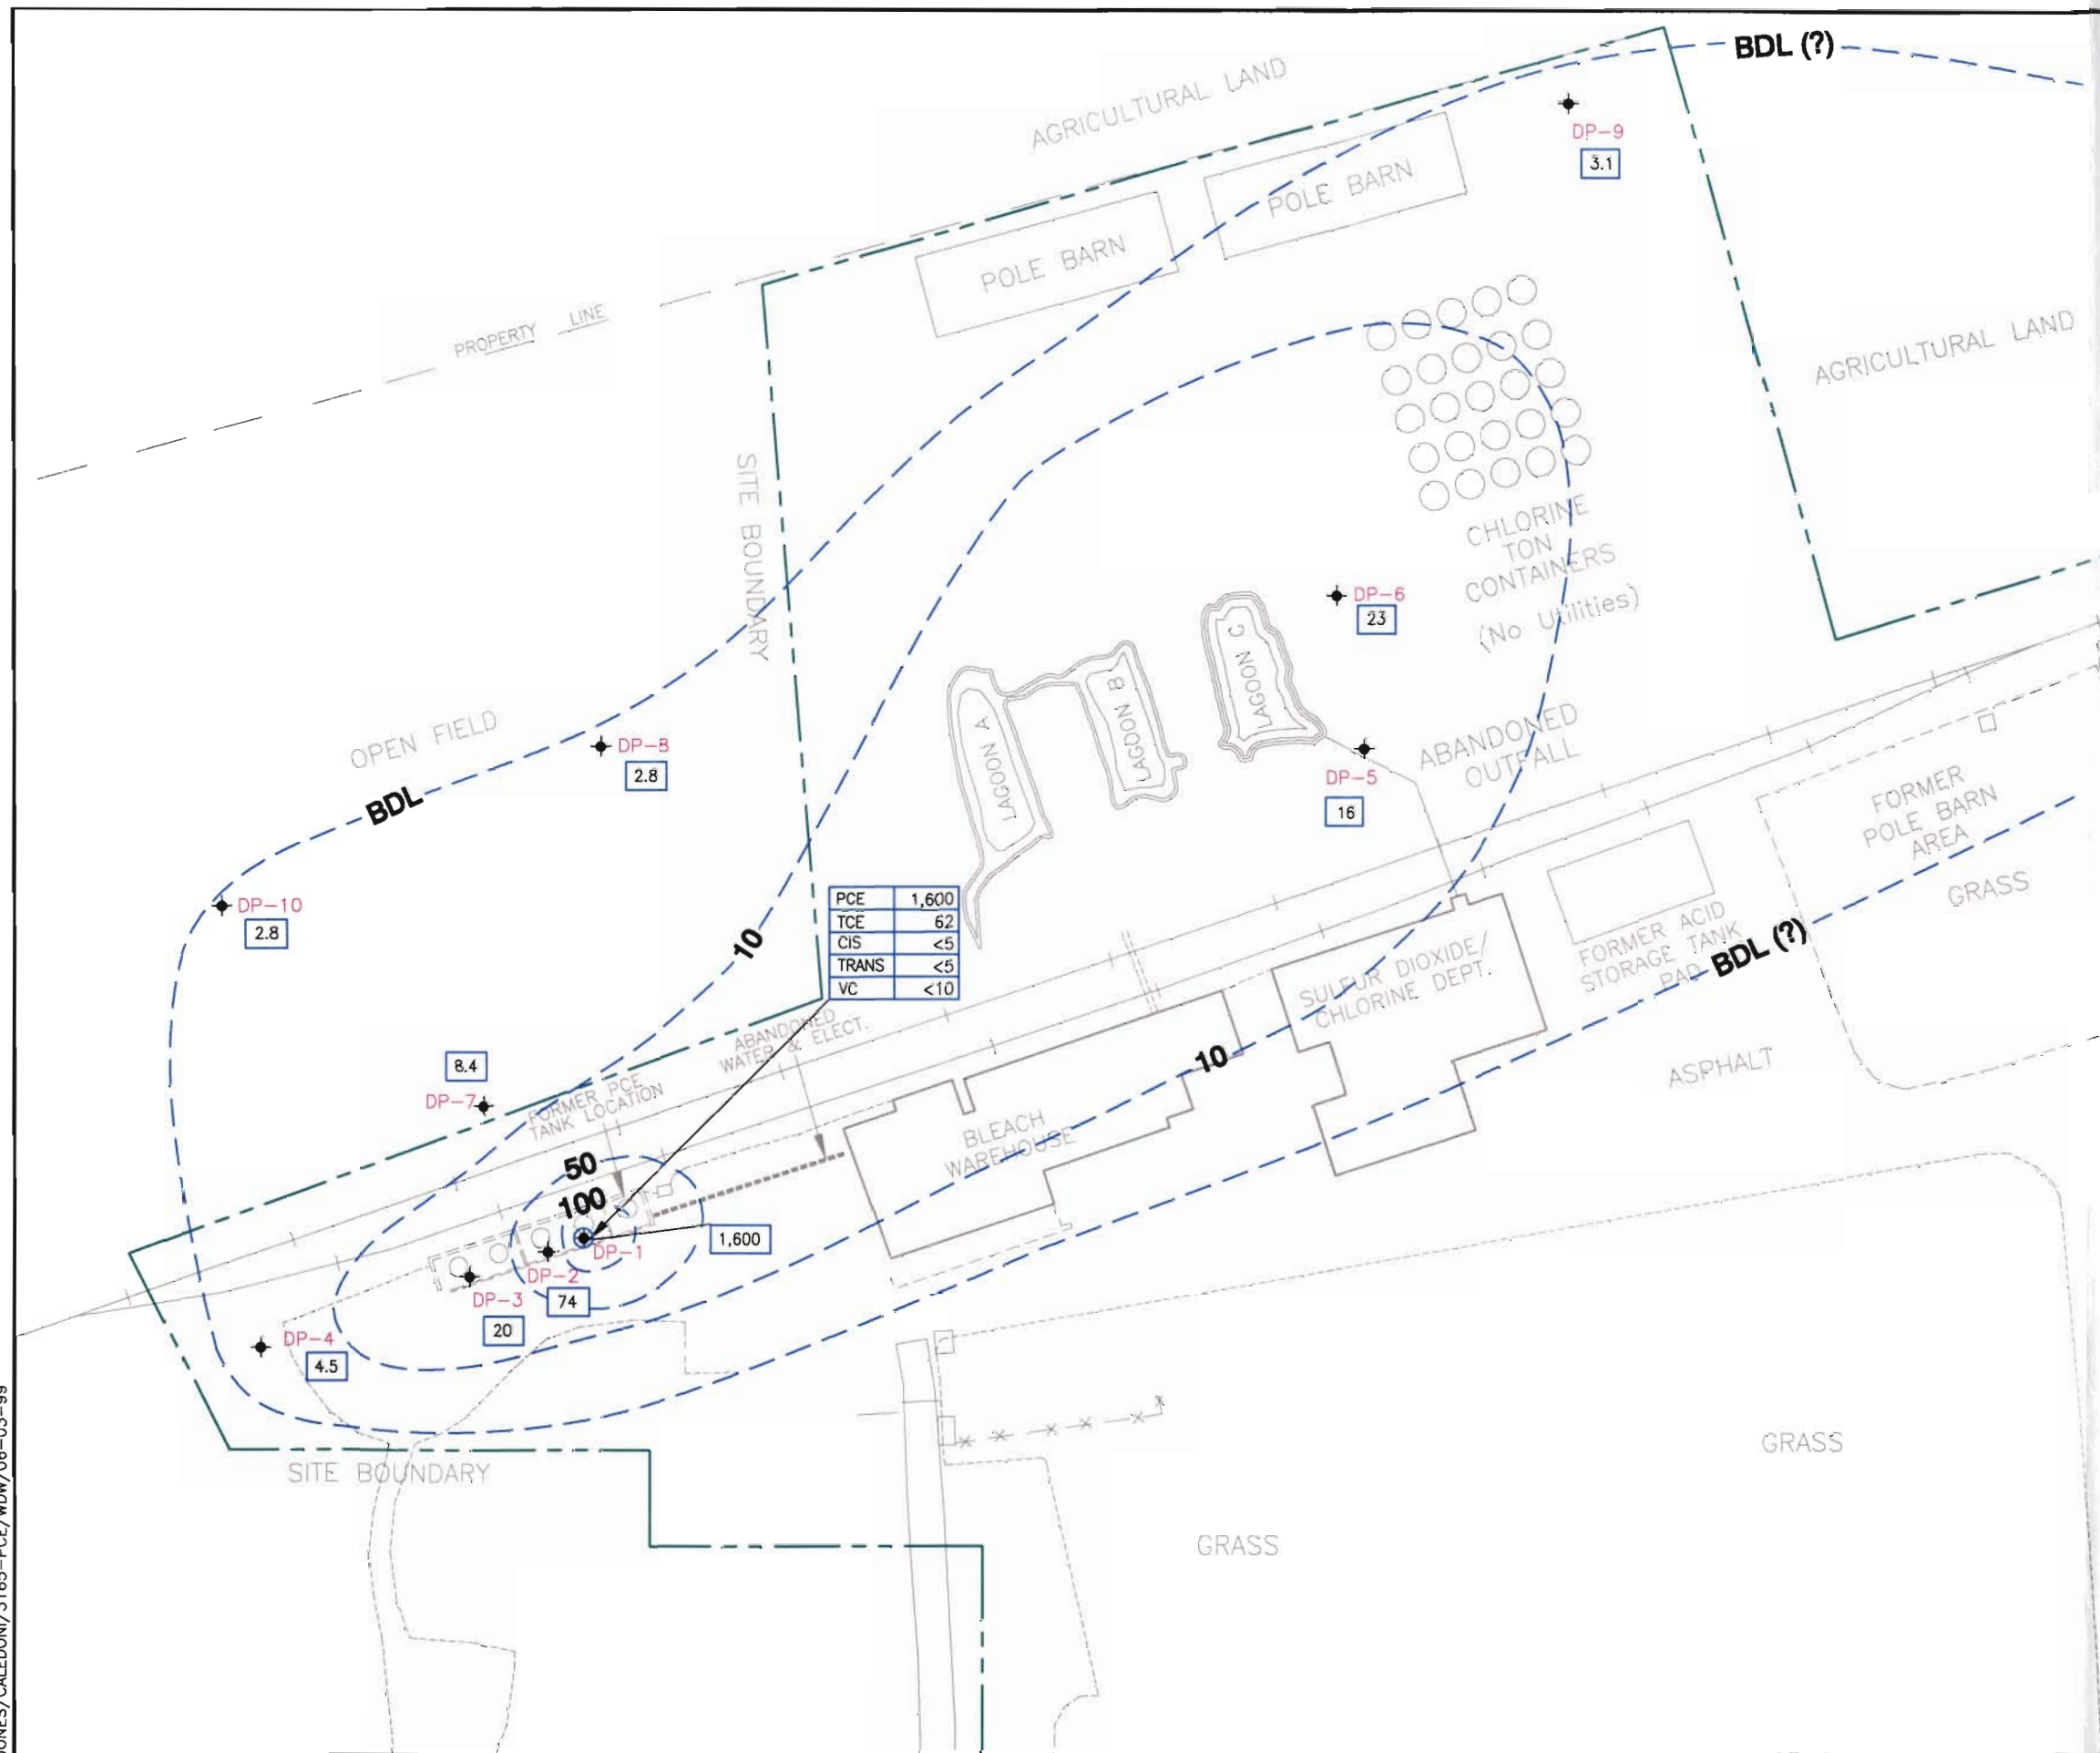 BDL (?)
AGRICULTURAL LAND
DP-9
3.1
POLE BARN
POLE BARN
PROPERTY LINE
AGRICULTURAL LAND
SITE BOUNDARY
CHLORINE
TON
CONTAINERS
(No Utilities)
DP-6
23
LAGOON C
LAGOON B
LAGOON A
OPEN FIELD
DP-8
2.8
BDL
ABANDONED
OUTFALL
DP-5
16
FORMER
POLE BARN
AREA
GRASS
DP-10
2.8
10
PCE 1,600
TCE 62
CIS <5
TRANS <5
VC <10
SULFUR DIOXIDE/
CHLORINE DEPT.
FORMER ACID
STORAGE TANK
PAD
BDL (?)
ABANDONED
WATER & ELECT.
8.4
DP-7
FORMER PCE
TANK LOCATION
10
ASPHALT
BLEACH
WAREHOUSE
50
100
DP-1
1,600
DP-2
74
DP-3
20
DP-4
4.5
SITE BOUNDARY
GRASS
GRASS